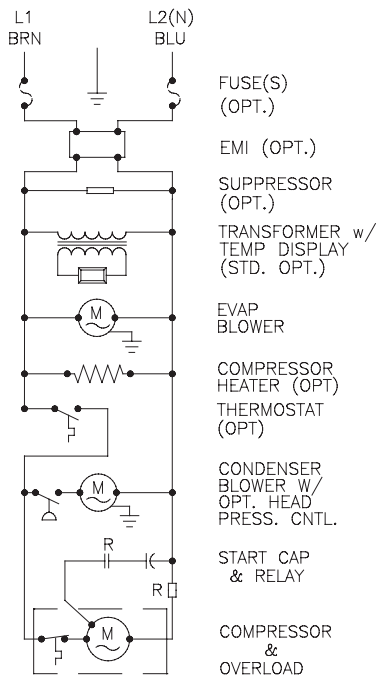 L1
L2(N)
BRN
BLU
FUSE(S)
(OPT.)
EMI (OPT.)
SUPPRESSOR
(OPT.)
TRANSFORMER w/
TEMP DISPLAY
(STD. OPT.)
M
EVAP
BLOWER
COMPRESSOR
HEATER (OPT)
THERMOSTAT
(OPT)
M
CONDENSER
BLOWER W/
OPT. HEAD
PRESS. CNTL.
R
START CAP
& RELAY
R
M
COMPRESSOR
&
OVERLOAD